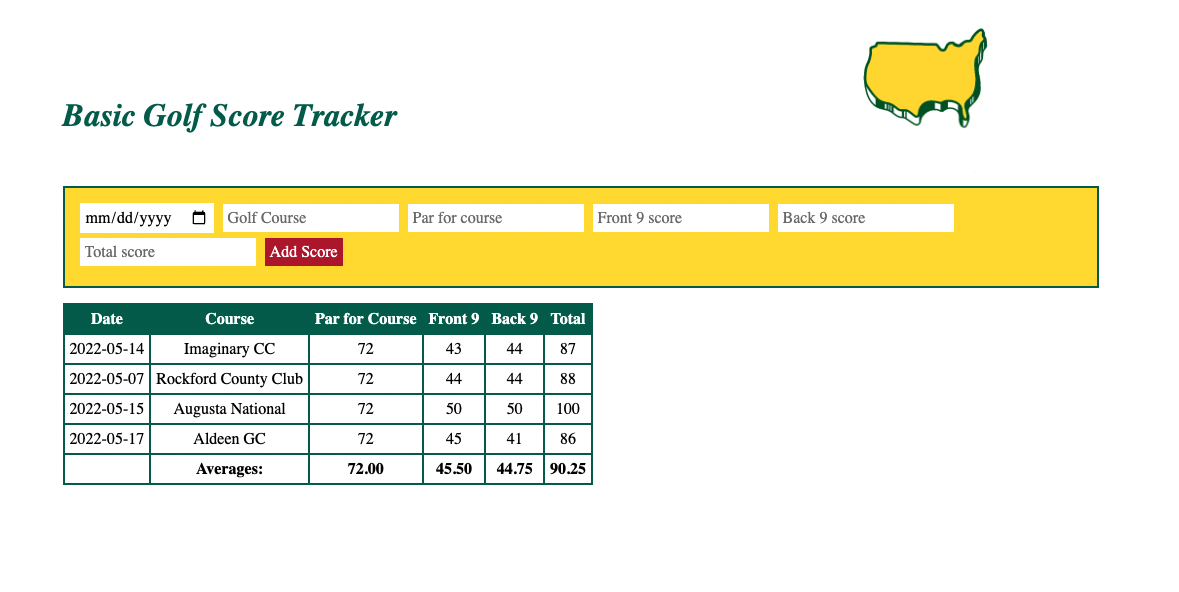 Basic Golf Score Tracker
mm/dd/yyyy Golf Course Par for course Front 9 score Back 9 score
Total score Add Score
Date Course Par for Course Front 9 Back 9 Total
2022-05-14 Imaginary CC 72 43 44 87
2022-05-07 Rockford County Club 72 44 44 88
2022-05-15 Augusta National 72 50 50 100
2022-05-17 Aldeen GC 72 45 41 86
Averages: 72.00 45.50 44.75 90.25